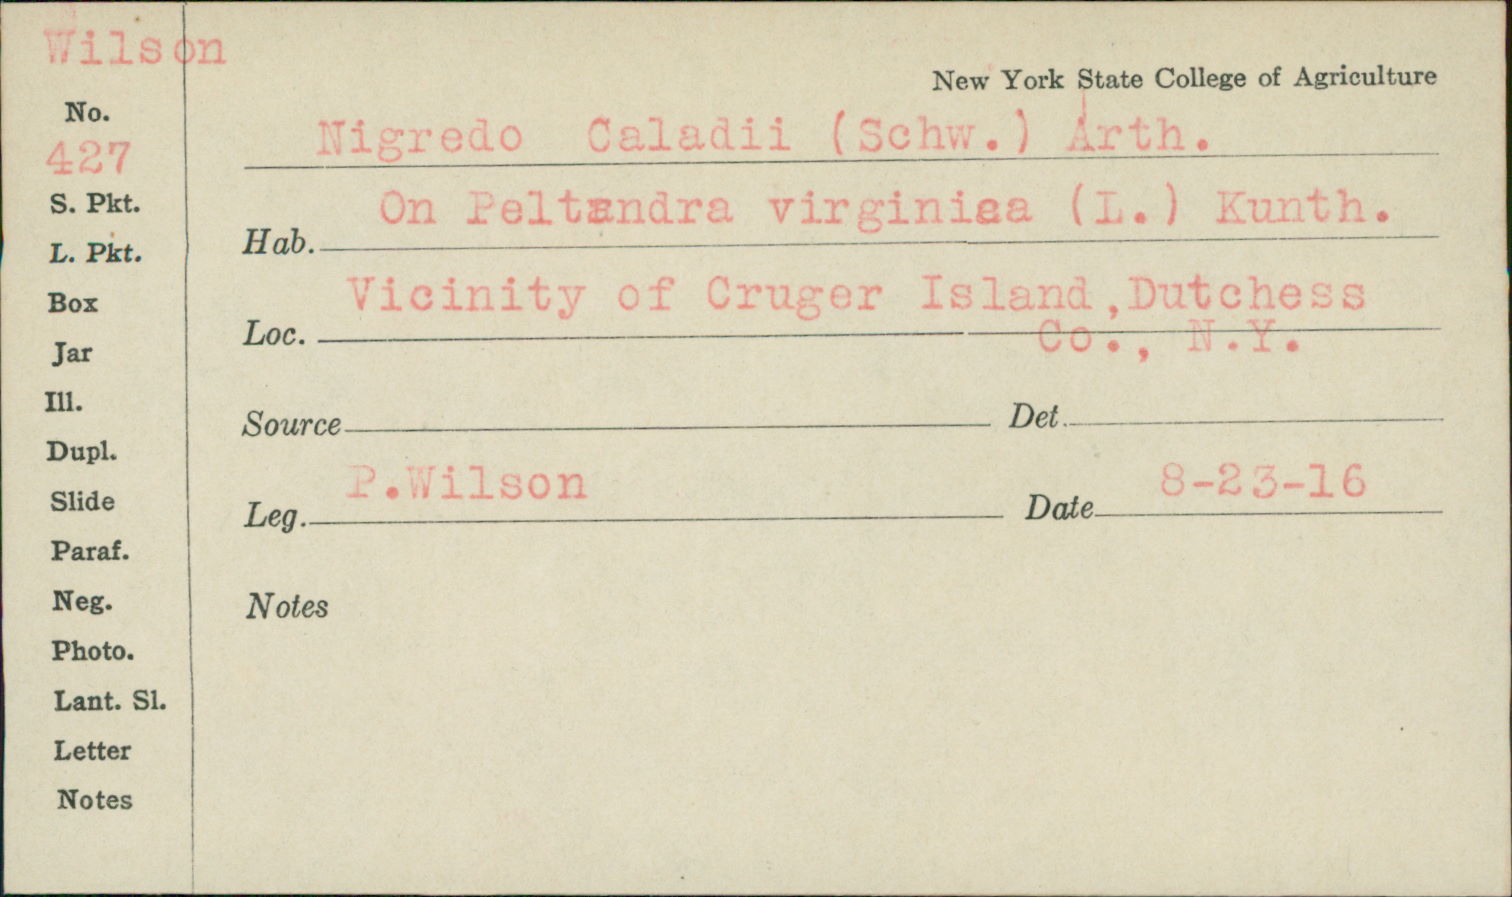 Wilson
New York State College of Agriculture
No.
427
Nigredo Caladii (Schw.) Arth.
S. Pkt.
Hab. On Peltandra virginica (L.) Kunth.
L. Pkt.
Box
Loc. Vicinity of Cruger Island, Dutchess
Co., N.Y.
Jar
Ill.
Source Det.
Dupl.
Slide
Leg. P.Wilson Date 8-23-16
Paraf.
Neg.
Notes
Photo.
Lant. Sl.
Letter
Notes